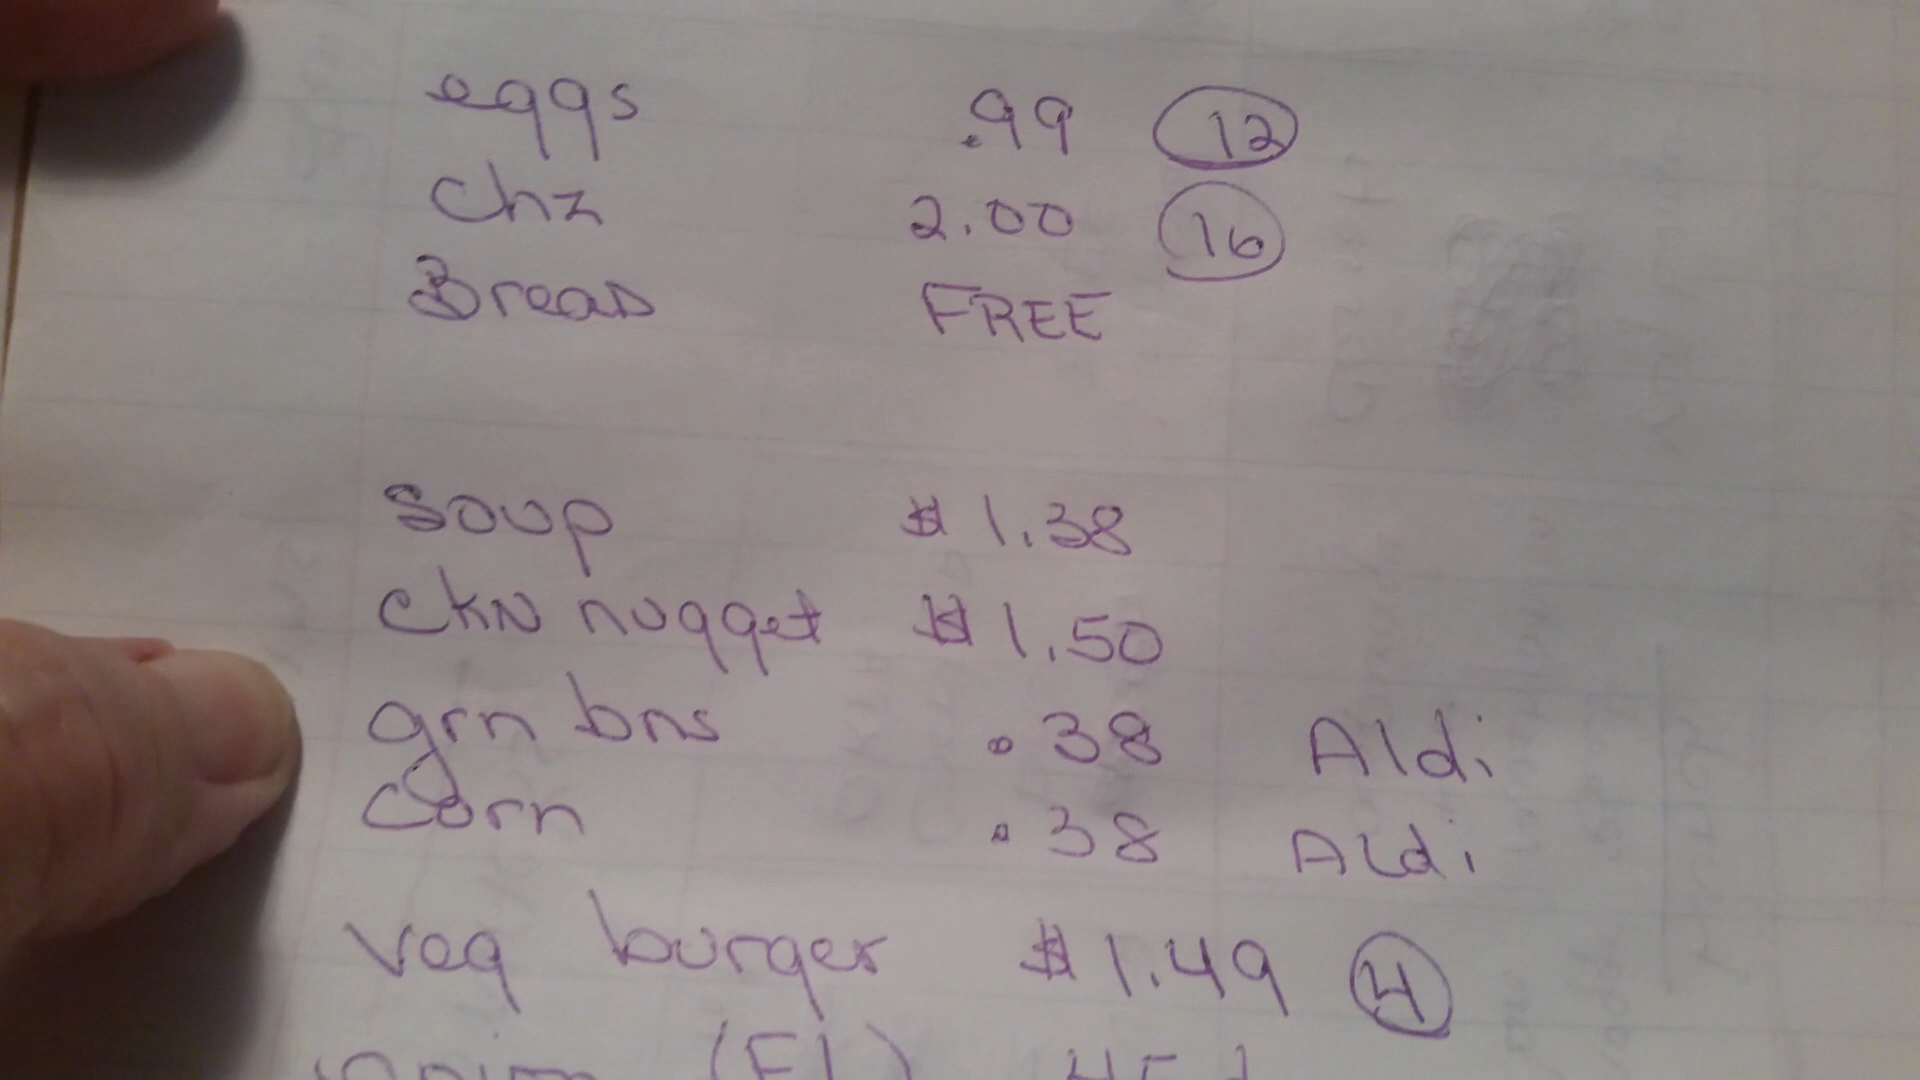 eggs .99 12
Chz 2.00 16
Bread FREE
Soup $1.38
CKN nugget $1.50
grn bns .38 Aldi
Corn .38 Aldi
Veg burger $1.49 4